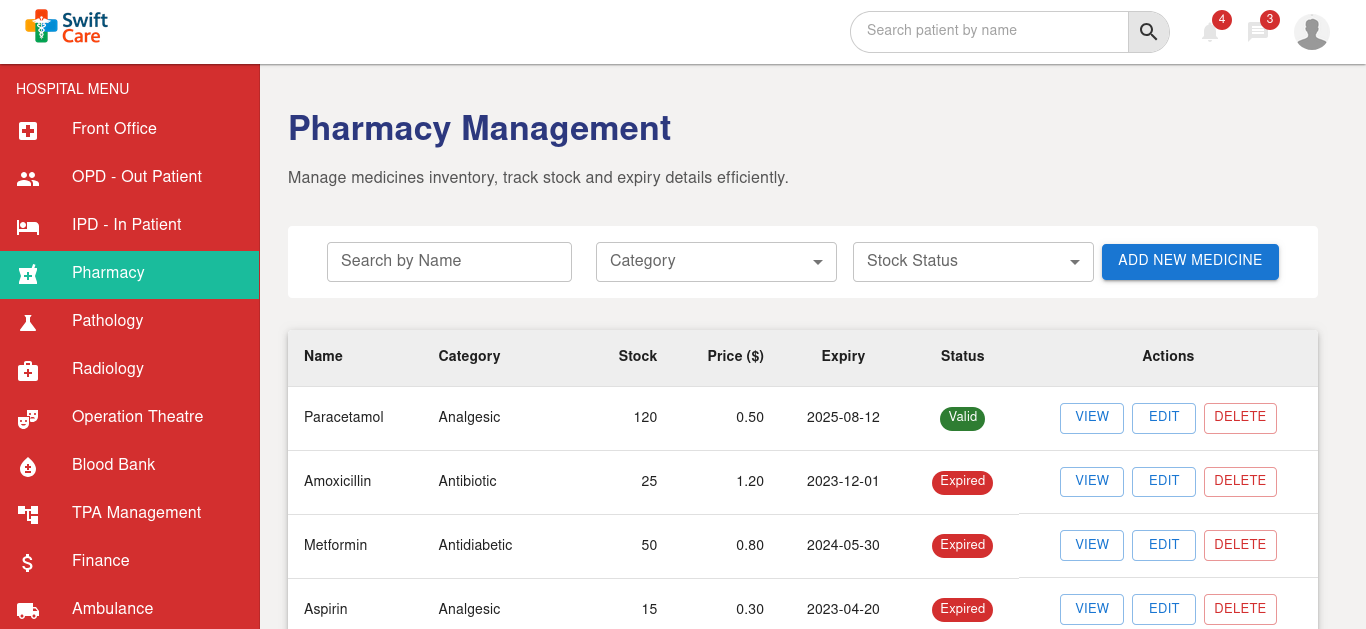 Swift
Care
Search patient by name
4
3
HOSPITAL MENU
Front Office
OPD - Out Patient
IPD - In Patient
Pharmacy
Pathology
Radiology
Operation Theatre
Blood Bank
TPA Management
Finance
Ambulance
Pharmacy Management
Manage medicines inventory, track stock and expiry details efficiently.
Search by Name Category Stock Status ADD NEW MEDICINE
Name Category Stock Price ($) Expiry Status Actions
Paracetamol Analgesic 120 0.50 2025-08-12 Valid VIEW EDIT DELETE
Amoxicillin Antibiotic 25 1.20 2023-12-01 Expired VIEW EDIT DELETE
Metformin Antidiabetic 50 0.80 2024-05-30 Expired VIEW EDIT DELETE
Aspirin Analgesic 15 0.30 2023-04-20 Expired VIEW EDIT DELETE